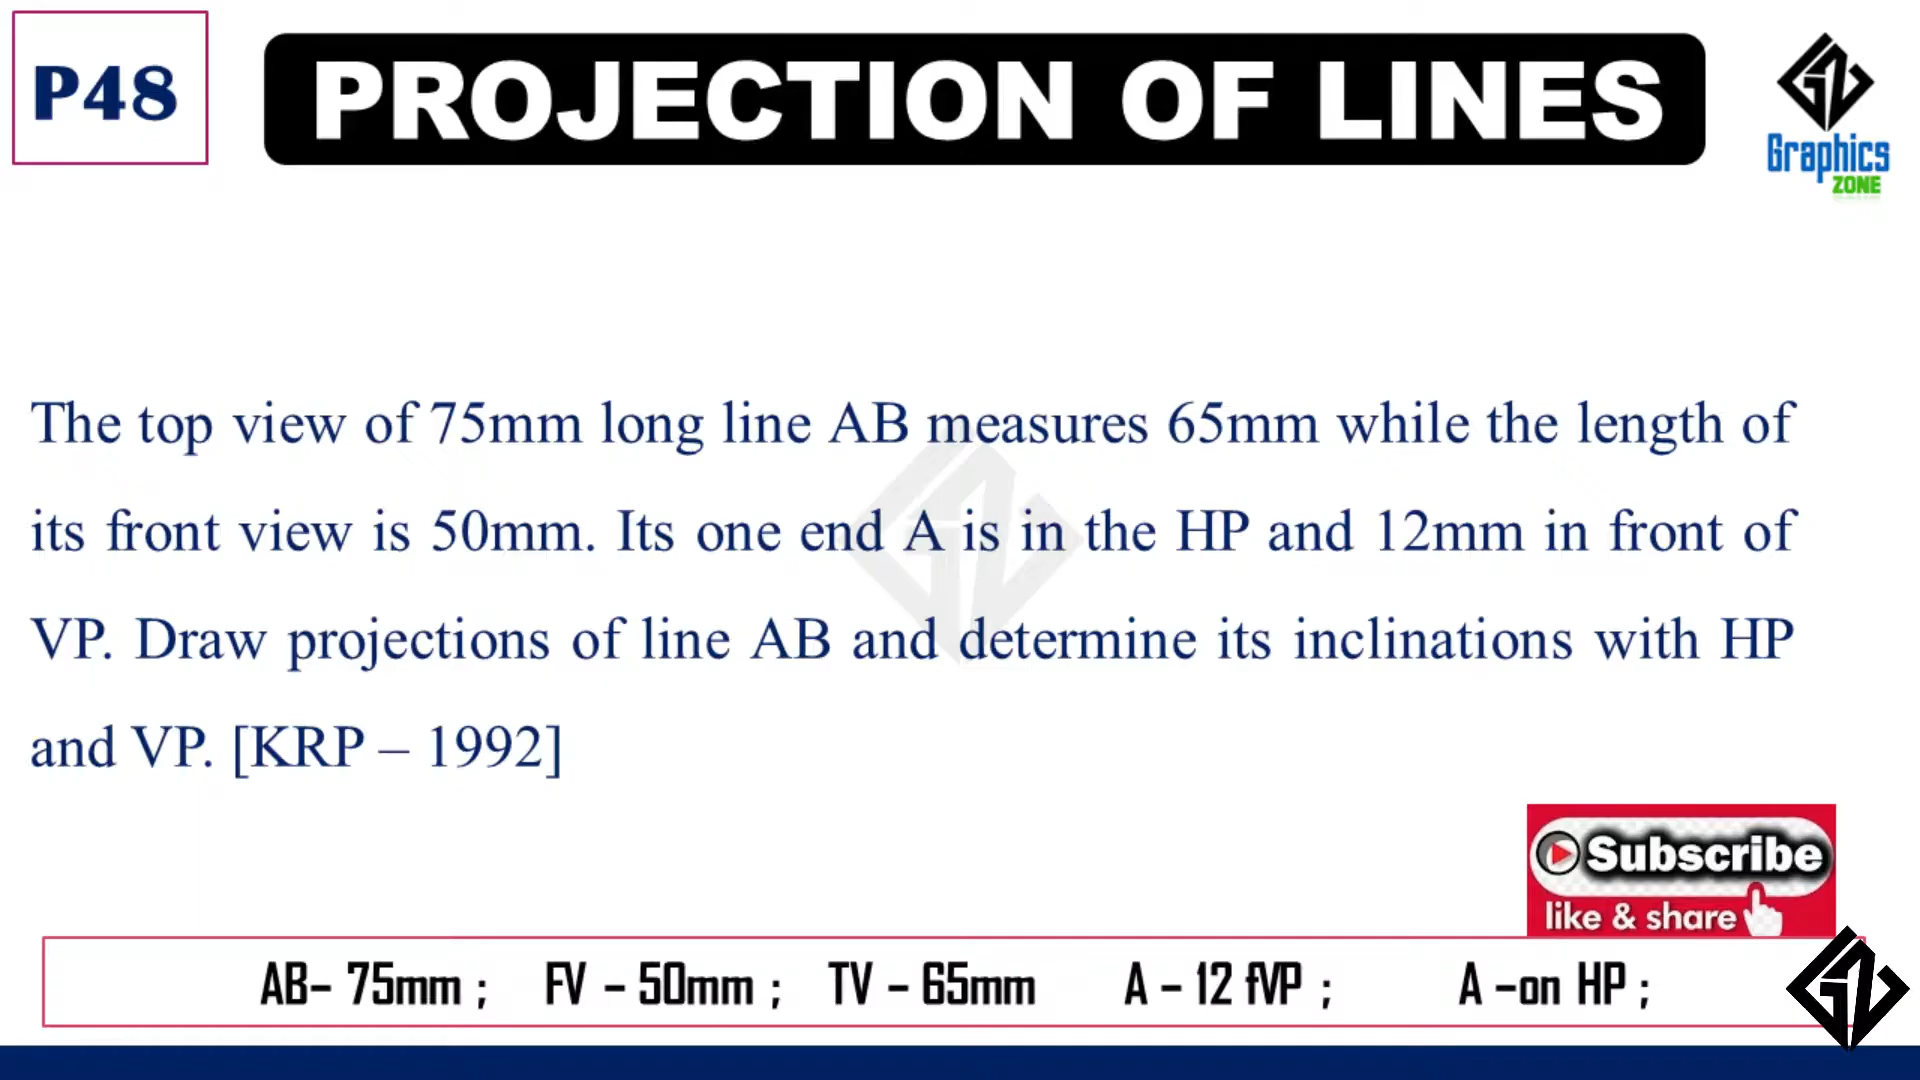 P48
PROJECTION OF LINES
Graphics
ZONE
The top view of 75mm long line AB measures 65mm while the length of
its front view is 50mm. Its one end A is in the HP and 12mm in front of
VP. Draw projections of line AB and determine its inclinations with HP
and VP. [KRP – 1992]
Subscribe
like & share
AB– 75mm ; FV – 50mm ; TV – 65mm A – 12 fVP ; A –on HP ;